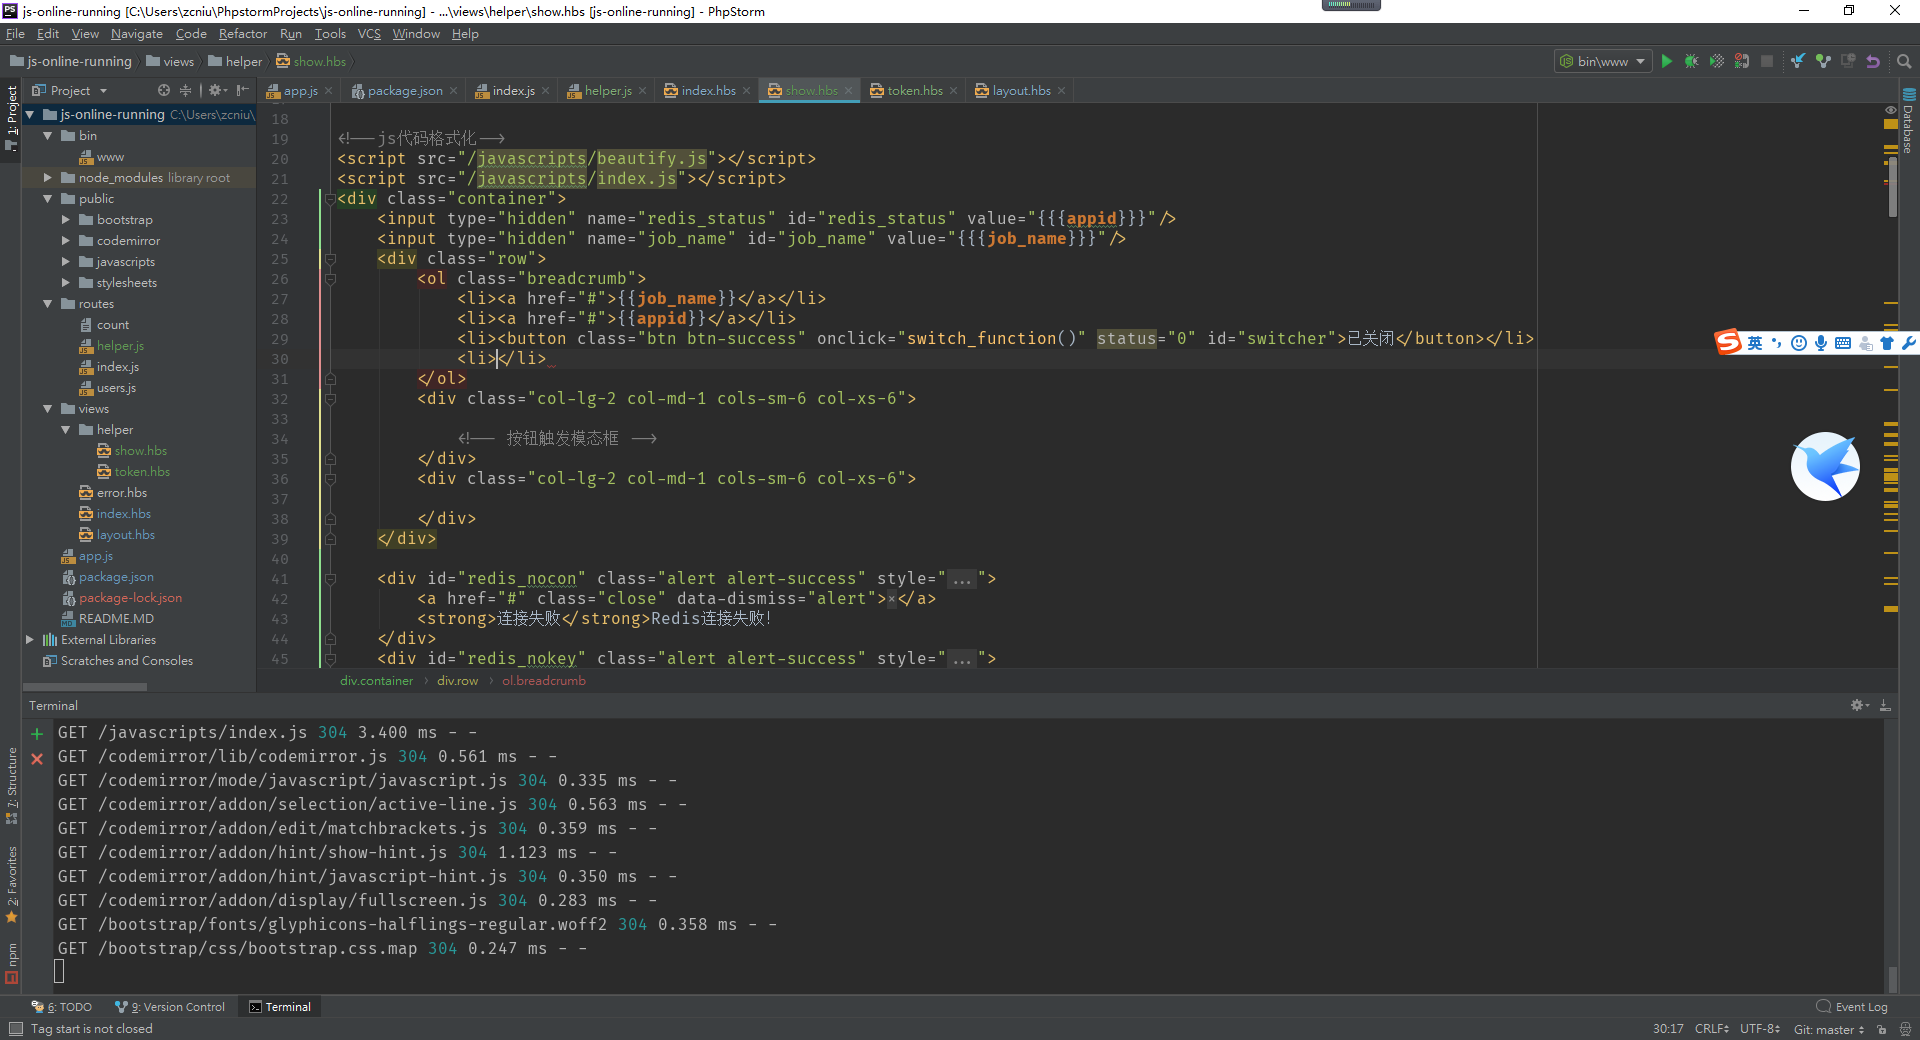 js-online-running [C:\Users\zcniu\PhpstormProjects\js-online-running] - ...\views\helper\show.hbs [js-online-running] - PhpStorm
File Edit View Navigate Code Refactor Run Tools VCS Window Help
js-online-running views helper show.hbs
bin\www
Project
app.js package.json index.js helper.js index.hbs show.hbs token.hbs layout.hbs
1: Project
7: Structure
2: Favorites
npm
Database
js-online-running C:\Users\zcniu\
bin
www
node_modules library root
public
bootstrap
codemirror
javascripts
stylesheets
routes
count
helper.js
index.js
users.js
views
helper
show.hbs
token.hbs
error.hbs
index.hbs
layout.hbs
app.js
package.json
package-lock.json
README.MD
External Libraries
Scratches and Consoles
18
19 <!--js代码格式化-->
20 <script src="/javascripts/beautify.js"></script>
21 <script src="/javascripts/index.js"></script>
22 <div class="container">
23 <input type="hidden" name="redis_status" id="redis_status" value="{{{appid}}}"/>
24 <input type="hidden" name="job_name" id="job_name" value="{{{job_name}}}"/>
25 <div class="row">
26 <ol class="breadcrumb">
27 <li><a href="#">{{job_name}}</a></li>
28 <li><a href="#">{{appid}}</a></li>
29 <li><button class="btn btn-success" onclick="switch_function()" status="0" id="switcher">已关闭</button></li>
30 <li></li>
31 </ol>
32 <div class="col-lg-2 col-md-1 cols-sm-6 col-xs-6">
33
34 <!-- 按钮触发模态框 -->
35 </div>
36 <div class="col-lg-2 col-md-1 cols-sm-6 col-xs-6">
37
38 </div>
39 </div>
40
41 <div id="redis_nocon" class="alert alert-success" style="...">
42 <a href="#" class="close" data-dismiss="alert">×</a>
43 <strong>连接失败</strong>Redis连接失败!
44 </div>
45 <div id="redis_nokey" class="alert alert-success" style="...">
div.container › div.row › ol.breadcrumb
英
Terminal
GET /javascripts/index.js 304 3.400 ms - -
GET /codemirror/lib/codemirror.js 304 0.561 ms - -
GET /codemirror/mode/javascript/javascript.js 304 0.335 ms - -
GET /codemirror/addon/selection/active-line.js 304 0.563 ms - -
GET /codemirror/addon/edit/matchbrackets.js 304 0.359 ms - -
GET /codemirror/addon/hint/show-hint.js 304 1.123 ms - -
GET /codemirror/addon/hint/javascript-hint.js 304 0.350 ms - -
GET /codemirror/addon/display/fullscreen.js 304 0.283 ms - -
GET /bootstrap/fonts/glyphicons-halflings-regular.woff2 304 0.358 ms - -
GET /bootstrap/css/bootstrap.css.map 304 0.247 ms - -
6: TODO 9: Version Control Terminal Event Log
Tag start is not closed 30:17 CRLF UTF-8 Git: master